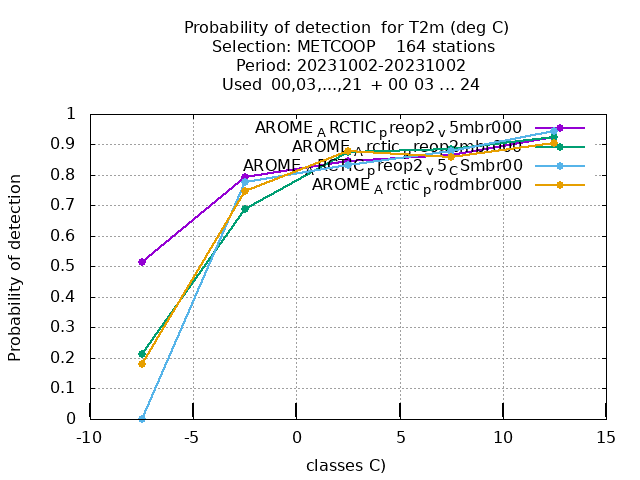 Probability of detection for T2m (deg C)
Selection: METCOOP 164 stations
Period: 20231002-20231002
Used 00,03,...,21 + 00 03 ... 24
1
0.9
0.8
0.7
0.6
0.5
0.4
0.3
0.2
0.1
0
Probability of detection
AROME_ARCTIC_preop2_v5mbr000
AROME_Arctic_preop2mbr000
AROME_ARCTIC_preop2_v5_CSmbr00
AROME_Arctic_prodmbr000
-10 -5 0 5 10 15
classes C)